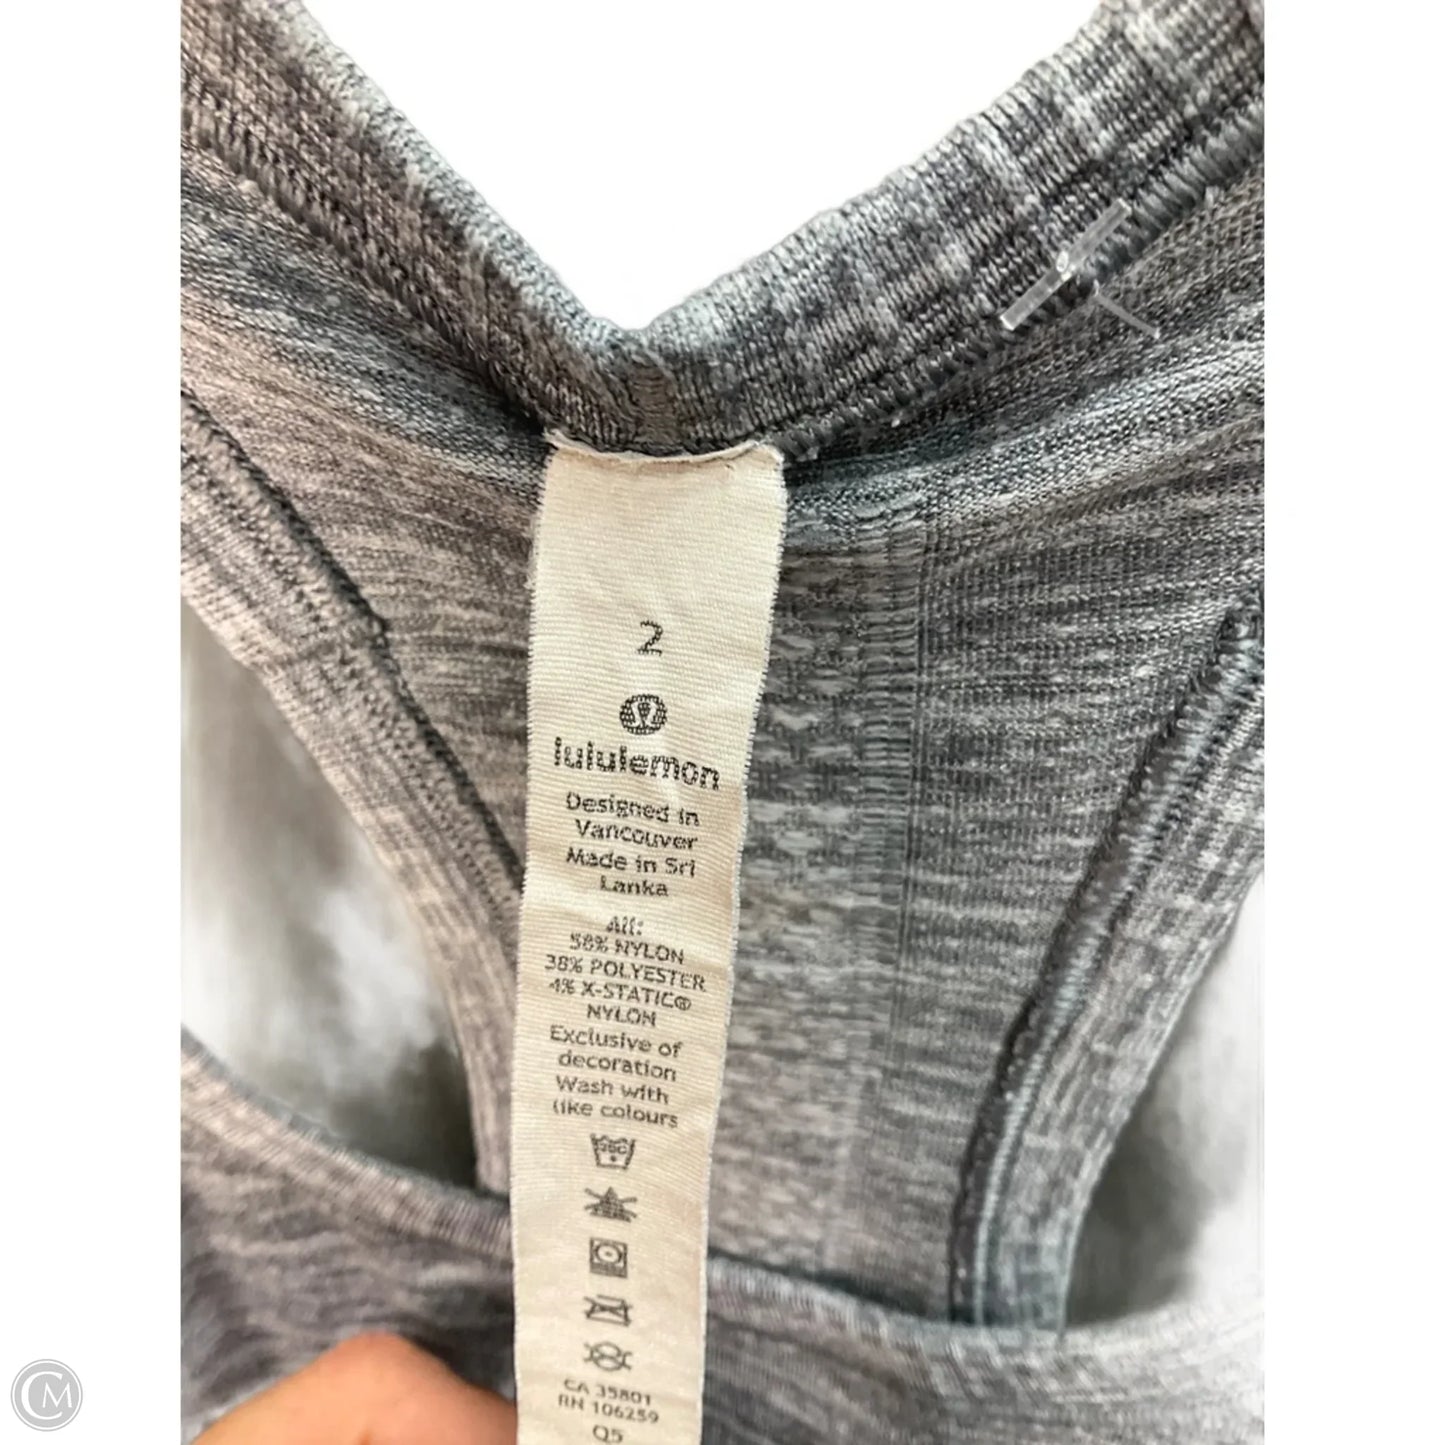 2
lululemon
Designed in
Vancouver
Made in Sri
Lanka
All:
58% NYLON
38% POLYESTER
4% X-STATIC®
NYLON
Exclusive of
decoration
Wash with
like colours
CA 35801
RN 106259
Q5
CM